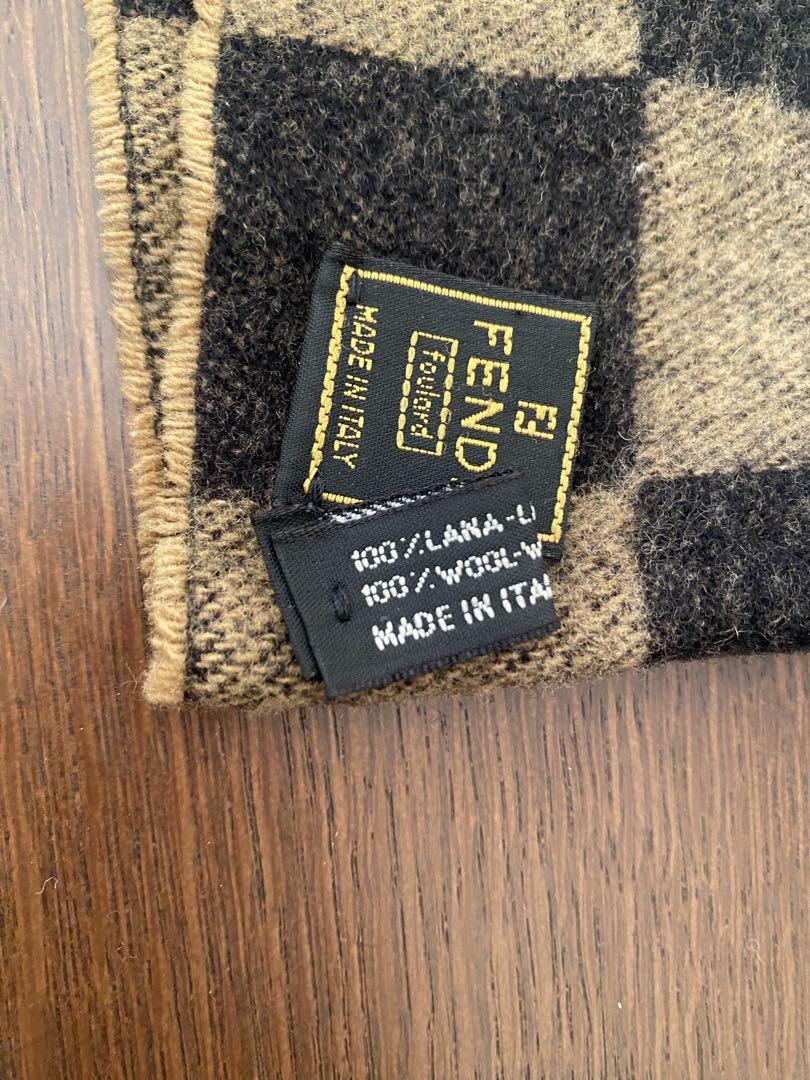 FF
FEND
Foulard
MADE IN ITALY
100% LANA-L
100% WOOL-W
MADE IN ITA